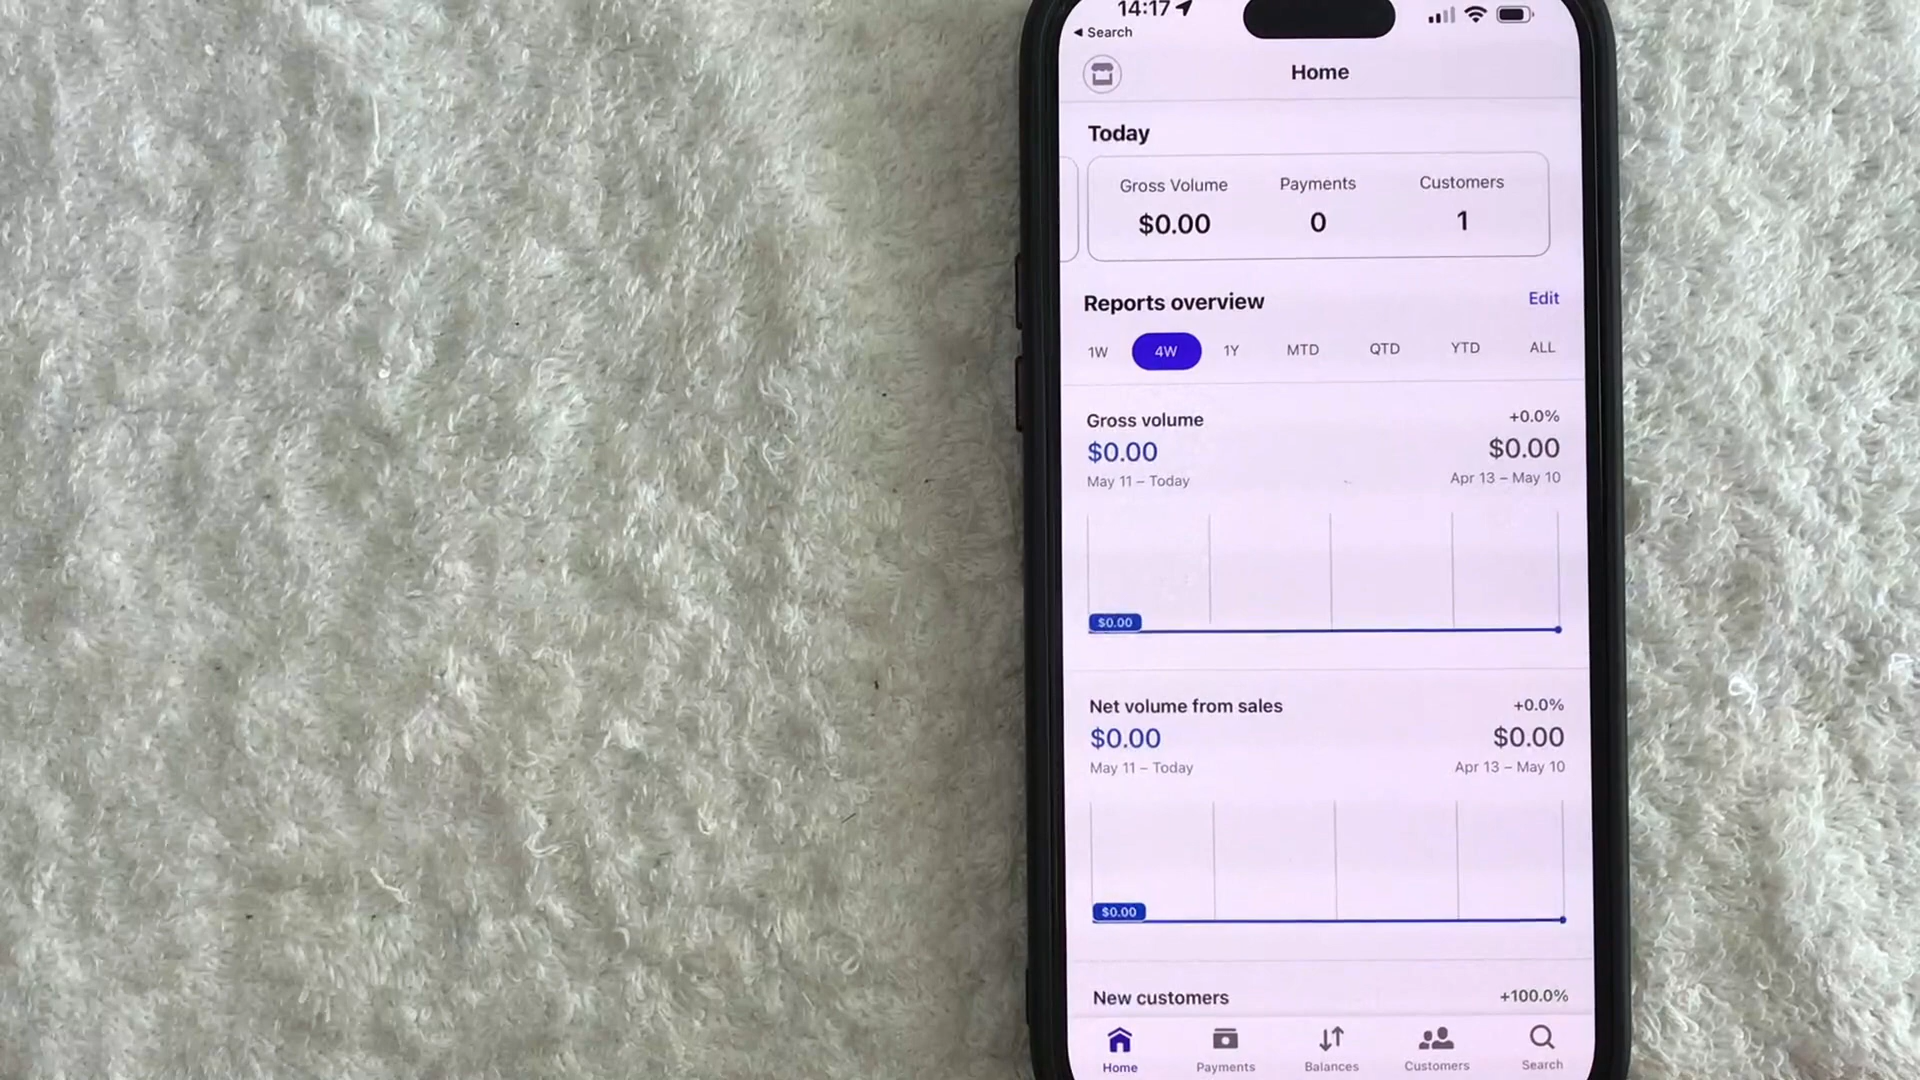 14:17
◀ Search
Home
Today
Gross Volume Payments Customers
$0.00 0 1
Reports overview Edit
1W 4W 1Y MTD QTD YTD ALL
Gross volume +0.0%
$0.00 $0.00
May 11 – Today Apr 13 – May 10
$0.00
Net volume from sales +0.0%
$0.00 $0.00
May 11 – Today Apr 13 – May 10
$0.00
New customers +100.0%
Home Payments Balances Customers Search